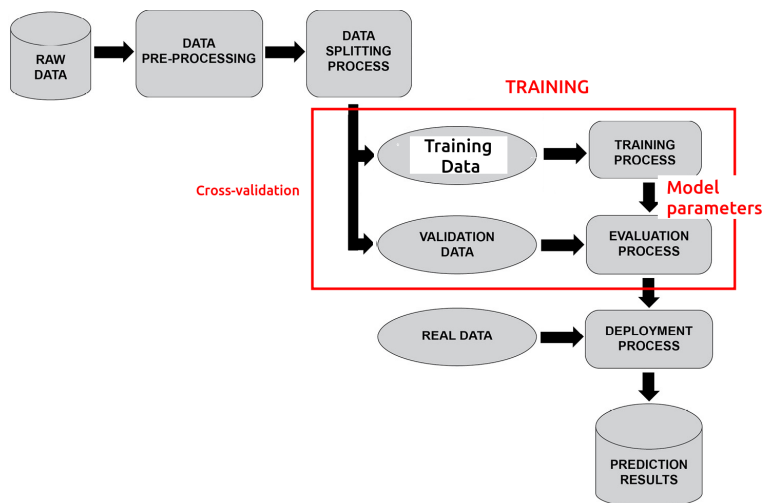 RAW
DATA
DATA
PRE-PROCESSING
DATA
SPLITTING
PROCESS
TRAINING
Training
Data
TRAINING
PROCESS
Cross-validation
Model
parameters
VALIDATION
DATA
EVALUATION
PROCESS
REAL DATA
DEPLOYMENT
PROCESS
PREDICTION
RESULTS